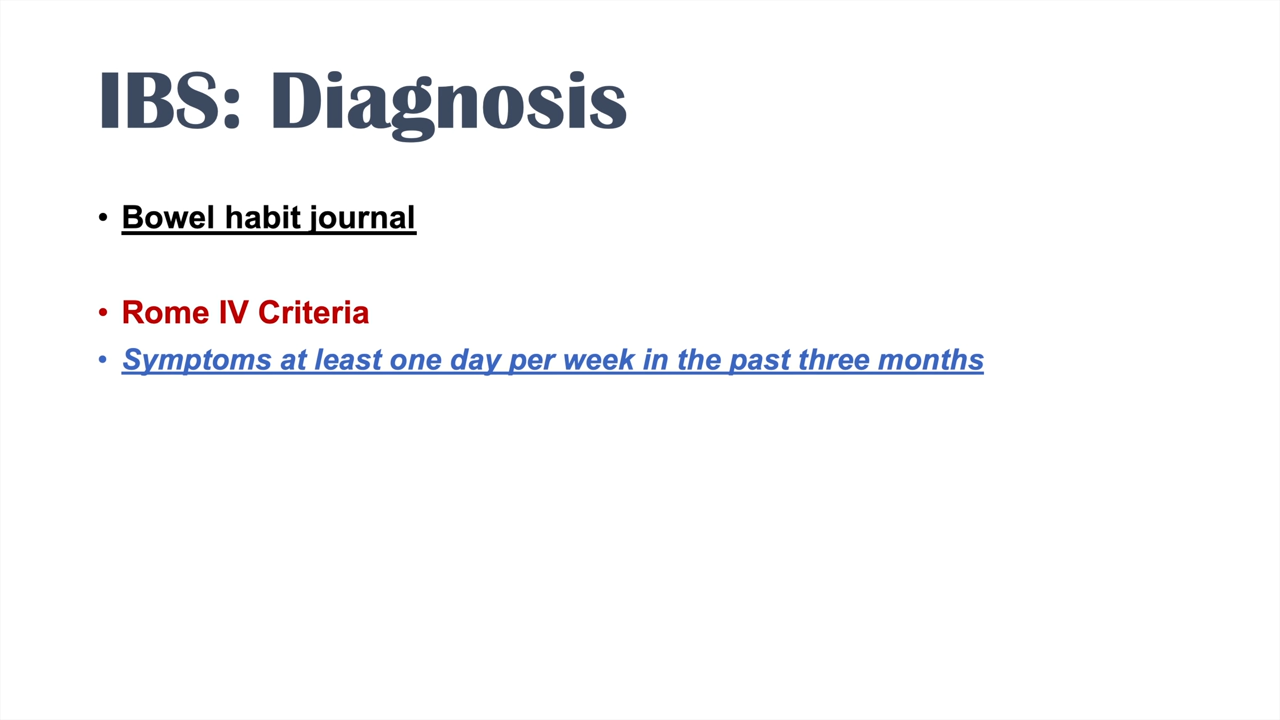 IBS: Diagnosis
• Bowel habit journal
• Rome IV Criteria
• Symptoms at least one day per week in the past three months